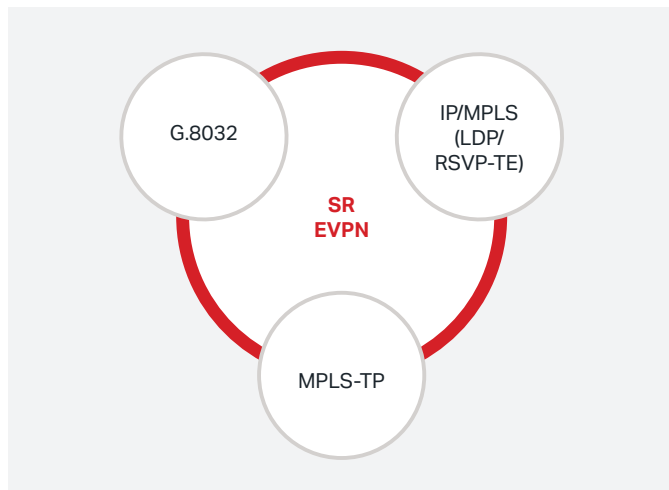 G.8032
IP/MPLS
(LDP/
RSVP-TE)
SR
EVPN
MPLS-TP